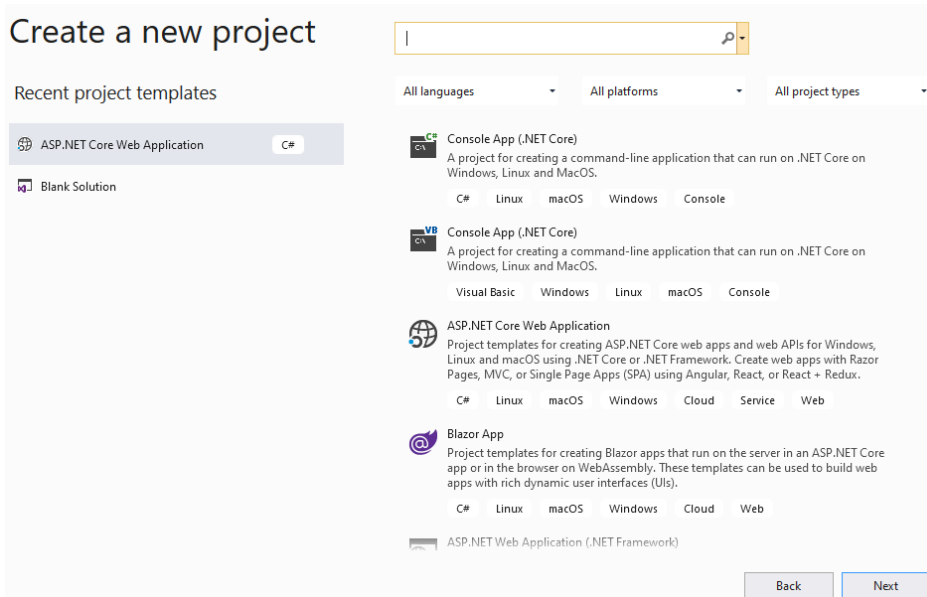 Create a new project
Recent project templates
ASP.NET Core Web Application C#
Blank Solution
All languages All platforms All project types
C#
C:\
Console App (.NET Core)
A project for creating a command-line application that can run on .NET Core on
Windows, Linux and MacOS.
C# Linux macOS Windows Console
VB
C:\
Console App (.NET Core)
A project for creating a command-line application that can run on .NET Core on
Windows, Linux and MacOS.
Visual Basic Windows Linux macOS Console
ASP.NET Core Web Application
Project templates for creating ASP.NET Core web apps and web APIs for Windows,
Linux and macOS using .NET Core or .NET Framework. Create web apps with Razor
Pages, MVC, or Single Page Apps (SPA) using Angular, React, or React + Redux.
C# Linux macOS Windows Cloud Service Web
Blazor App
Project templates for creating Blazor apps that run on the server in an ASP.NET Core
app or in the browser on WebAssembly. These templates can be used to build web
apps with rich dynamic user interfaces (UIs).
C# Linux macOS Windows Cloud Web
ASP.NET Web Application (.NET Framework)
Back Next